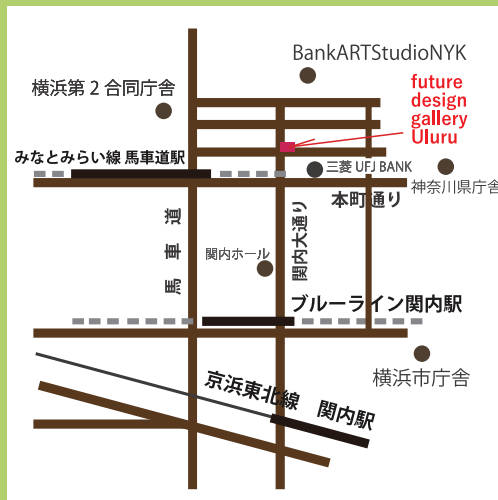 BankARTStudioNYK
横浜第２合同庁舎
future
design
gallery
Uluru
みなとみらい線 馬車道駅
三菱 UFJ BANK
神奈川県庁舎
本町通り
馬車道
関内大通り
関内ホール
ブルーライン関内駅
横浜市庁舎
京浜東北線　関内駅